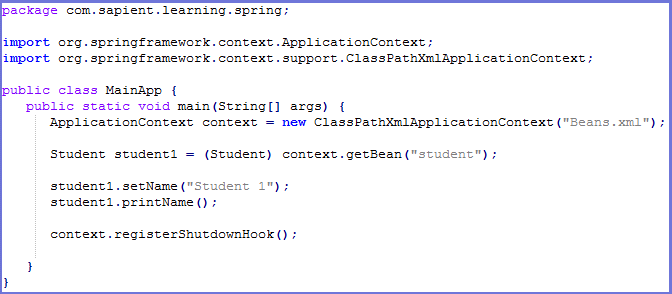 package com.sapient.learning.spring;
import org.springframework.context.ApplicationContext;
import org.springframework.context.support.ClassPathXmlApplicationContext;
public class MainApp {
public static void main(String[] args) {
ApplicationContext context = new ClassPathXmlApplicationContext("Beans.xml");
Student student1 = (Student) context.getBean("student");
student1.setName("Student 1");
student1.printName();
context.registerShutdownHook();
}
}